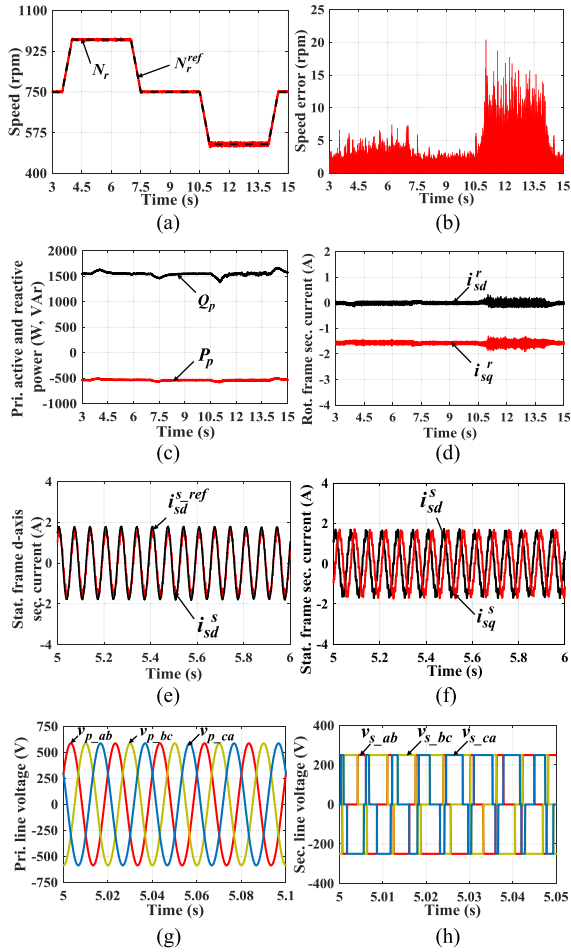 1100
925
750
575
400
Speed (rpm)
N_r
N_r^ref
3 4.5 6 7.5 9 10.5 12 13.5 15
Time (s)
(a)
25
20
15
10
5
0
Speed error (rpm)
3 4.5 6 7.5 9 10.5 12 13.5 15
Time (s)
(b)
2000
1500
1000
500
0
-500
-1000
Pri. active and reactive
power (W, VAr)
Q_p
P_p
3 4.5 6 7.5 9 10.5 12 13.5 15
Time (s)
(c)
1
0
-1
-2
-3
-4
Rot. frame sec. current (A)
i_sd^r
i_sq^r
3 4.5 6 7.5 9 10.5 12 13.5 15
Time (s)
(d)
4
2
0
-2
-4
Stat. frame d-axis
sec. current (A)
i_sd^s_ref
i_sd^s
5 5.2 5.4 5.6 5.8 6
Time (s)
(e)
4
2
0
-2
-4
Stat. frame sec. current (A)
i_sd^s
i_sq^s
5 5.2 5.4 5.6 5.8 6
Time (s)
(f)
750
500
250
0
-250
-500
-750
Pri. line voltage (V)
v_p_ab v_p_bc v_p_ca
5 5.02 5.04 5.06 5.08 5.1
Time (s)
(g)
400
200
0
-200
-400
Sec. line voltage (V)
v_s_ab v_s_bc v_s_ca
5 5.01 5.02 5.03 5.04 5.05
Time (s)
(h)